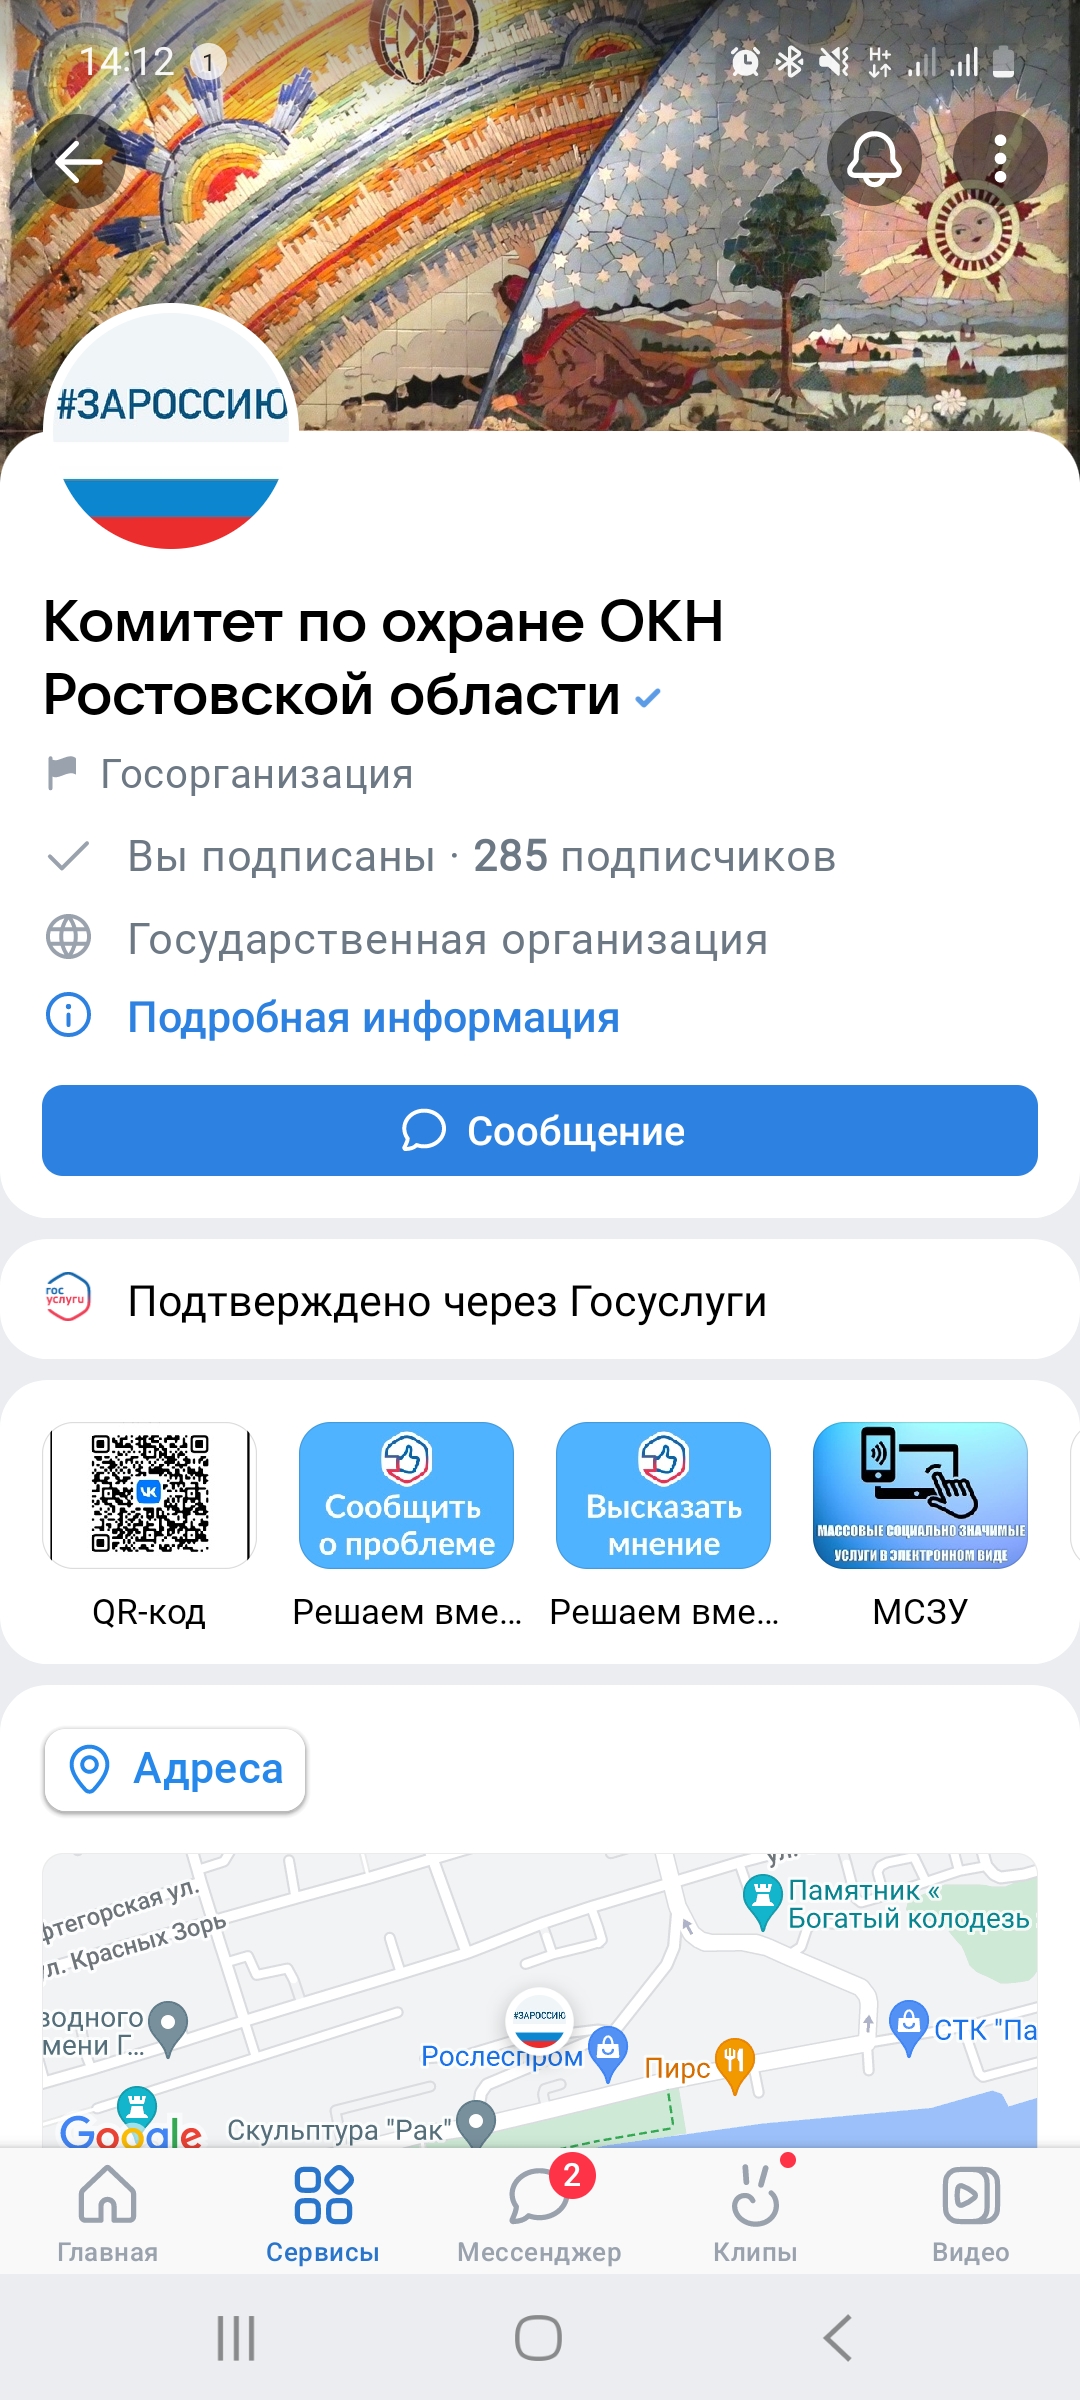 14:12 1
H+
#ЗАРОССИЮ
Комитет по охране ОКН
Ростовской области
Госорганизация
Вы подписаны · 285 подписчиков
Государственная организация
Подробная информация
Сообщение
гос
услуги
Подтверждено через Госуслуги
Сообщить
о проблеме
Высказать
мнение
МАССОВЫЕ СОЦИАЛЬНО ЗНАЧИМЫЕ
УСЛУГИ В ЭЛЕКТРОННОМ ВИДЕ
QR-код
Решаем вме...
Решаем вме...
МСЗУ
Адреса
ул.
фтегорская ул.
ул. Красных Зорь
Памятник «
Богатый колодезь
водного
мени Г...
#ЗАРОССИЮ
Рослеспром
Пирс
СТК "Па
Google
Скульптура "Рак"
2
Главная
Сервисы
Мессенджер
Клипы
Видео